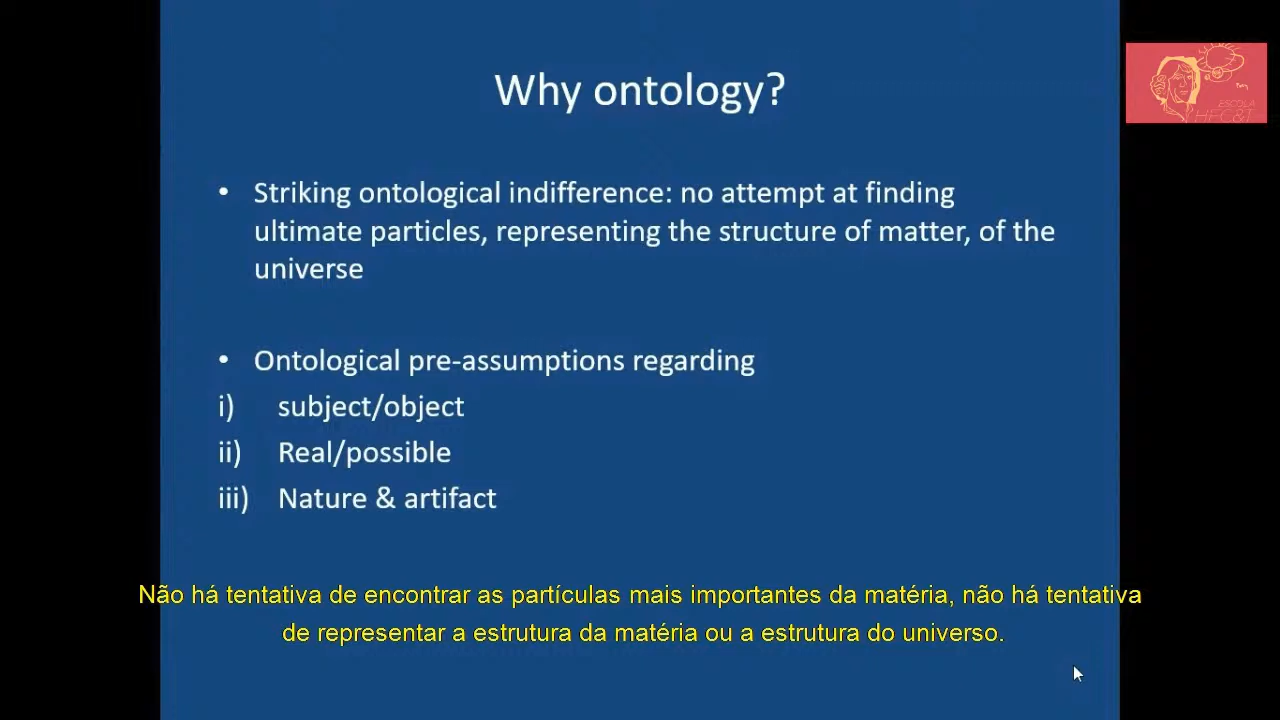 Why ontology?
ESCOLA
HFC&T
• Striking ontological indifference: no attempt at finding
ultimate particles, representing the structure of matter, of the
universe
• Ontological pre-assumptions regarding
i) subject/object
ii) Real/possible
iii) Nature & artifact
Não há tentativa de encontrar as partículas mais importantes da matéria, não há tentativa
de representar a estrutura da matéria ou a estrutura do universo.